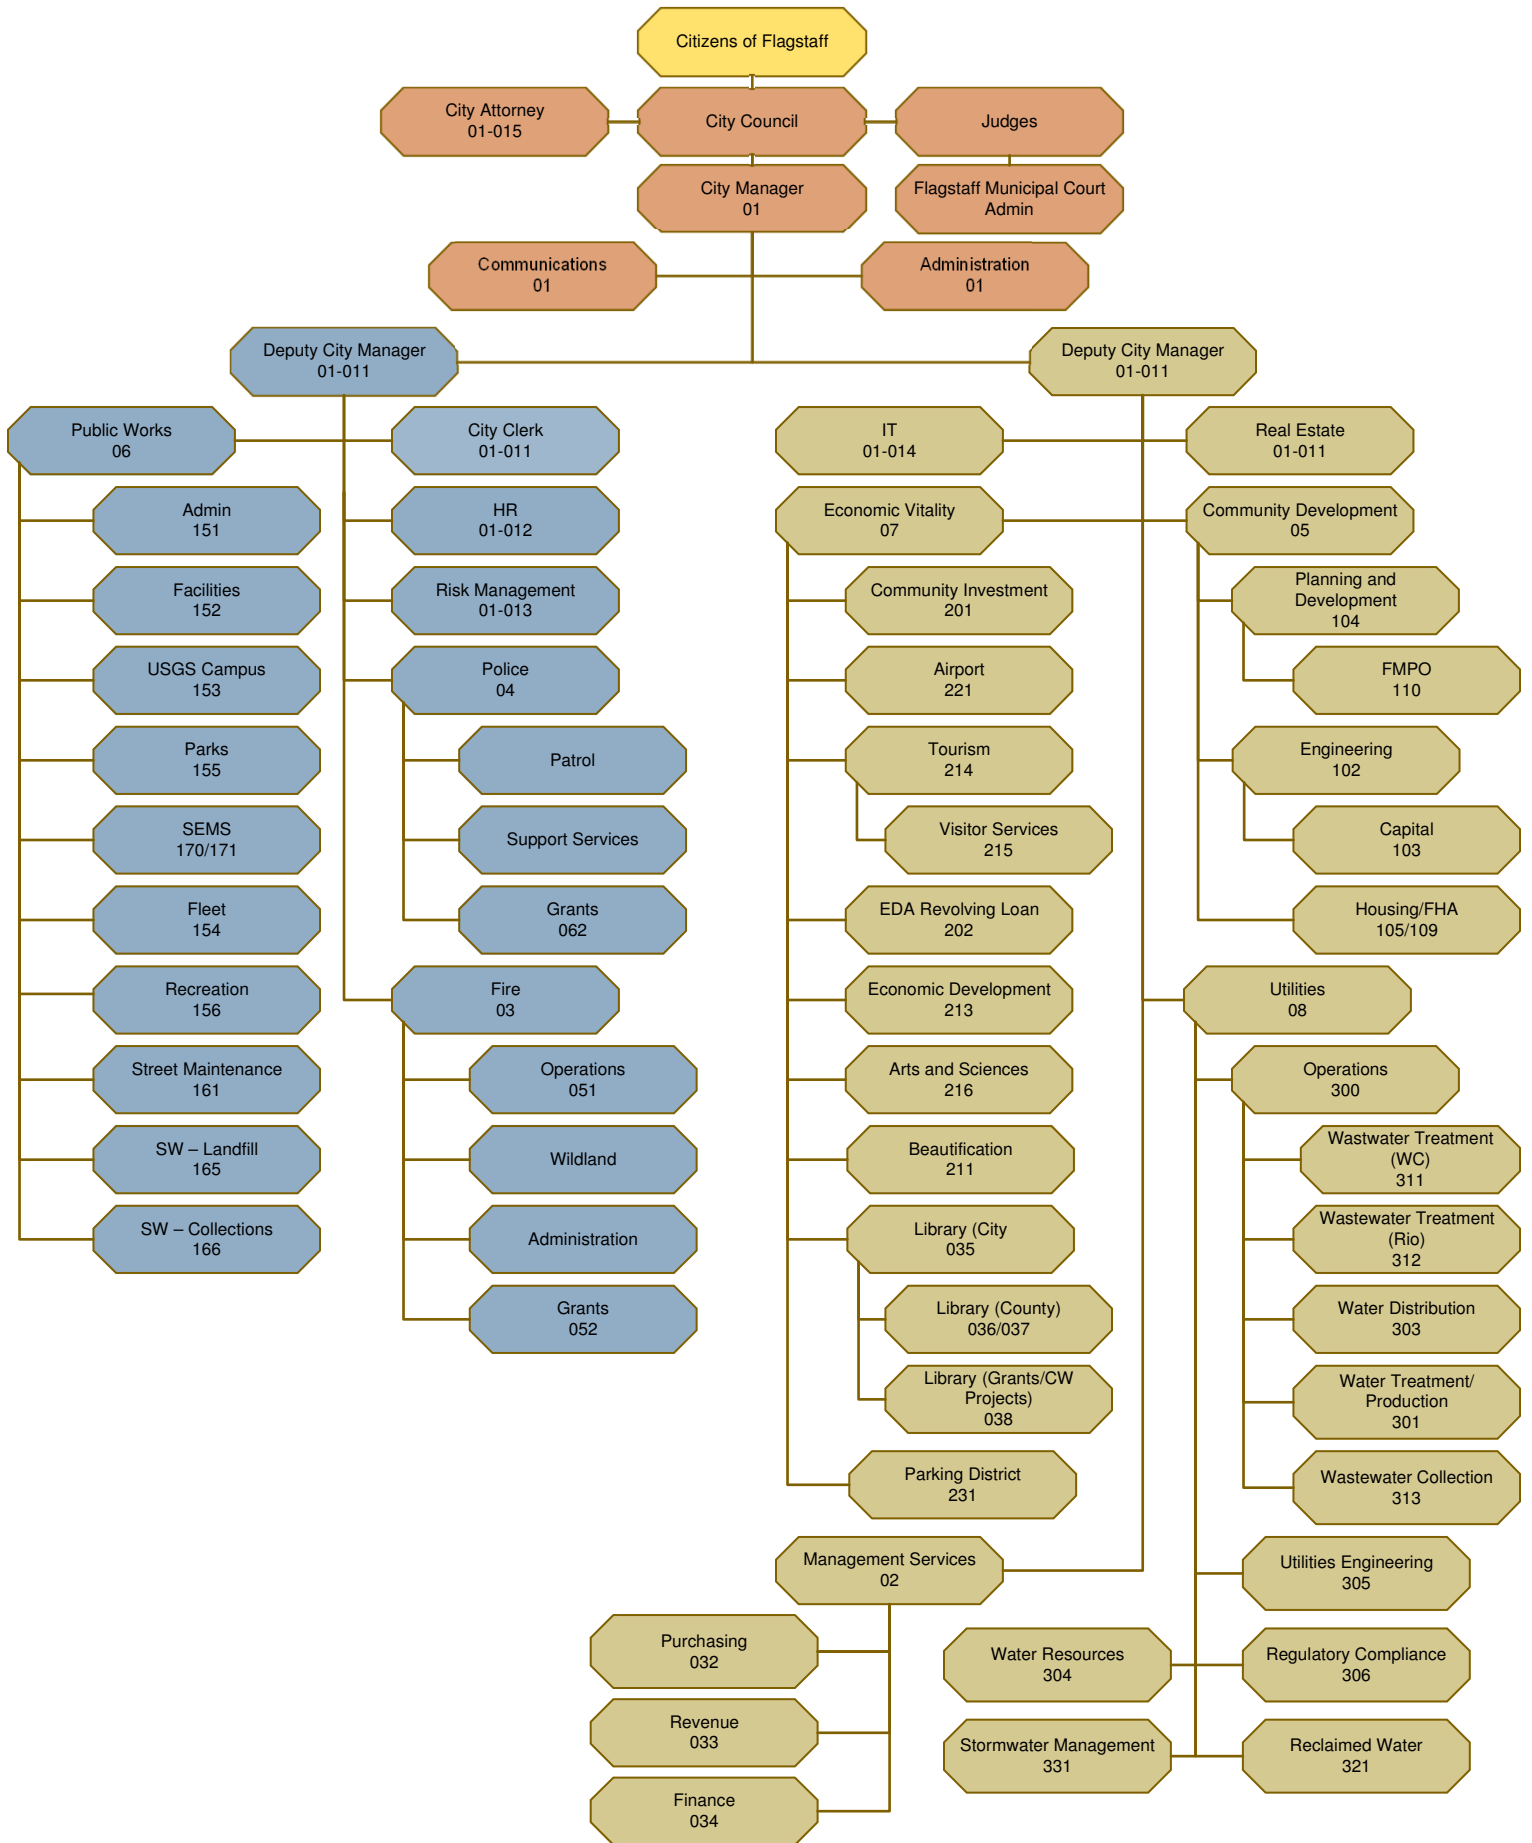 Citizens of Flagstaff
City Attorney
01-015
City Council
Judges
City Manager
01
Flagstaff Municipal Court
Admin
Communications
01
Administration
01
Deputy City Manager
01-011
Deputy City Manager
01-011
Public Works
06
City Clerk
01-011
IT
01-014
Real Estate
01-011
Admin
151
HR
01-012
Economic Vitality
07
Community Development
05
Facilities
152
Risk Management
01-013
Community Investment
201
Planning and
Development
104
USGS Campus
153
Police
04
Airport
221
FMPO
110
Parks
155
Patrol
Tourism
214
Engineering
102
SEMS
170/171
Support Services
Visitor Services
215
Capital
103
Fleet
154
Grants
062
EDA Revolving Loan
202
Housing/FHA
105/109
Recreation
156
Fire
03
Economic Development
213
Utilities
08
Street Maintenance
161
Operations
051
Arts and Sciences
216
Operations
300
SW – Landfill
165
Wildland
Beautification
211
Wastwater Treatment
(WC)
311
SW – Collections
166
Administration
Library (City
035
Wastewater Treatment
(Rio)
312
Grants
052
Library (County)
036/037
Water Distribution
303
Library (Grants/CW
Projects)
038
Water Treatment/
Production
301
Parking District
231
Wastewater Collection
313
Management Services
02
Utilities Engineering
305
Purchasing
032
Water Resources
304
Regulatory Compliance
306
Revenue
033
Stormwater Management
331
Reclaimed Water
321
Finance
034